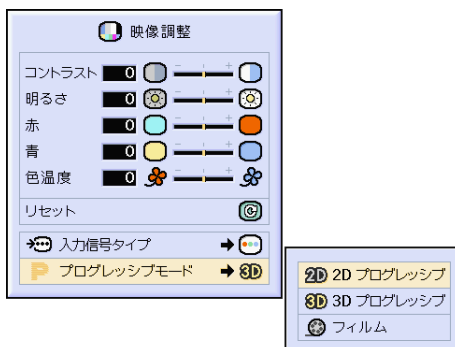 映像調整
コントラスト 0 - +
明るさ 0 - +
赤 0 - +
青 0 - +
色温度 0 - +
リセット
入力信号タイプ
P プログレッシブモード 3D
2D 2D プログレッシブ
3D 3D プログレッシブ
フィルム